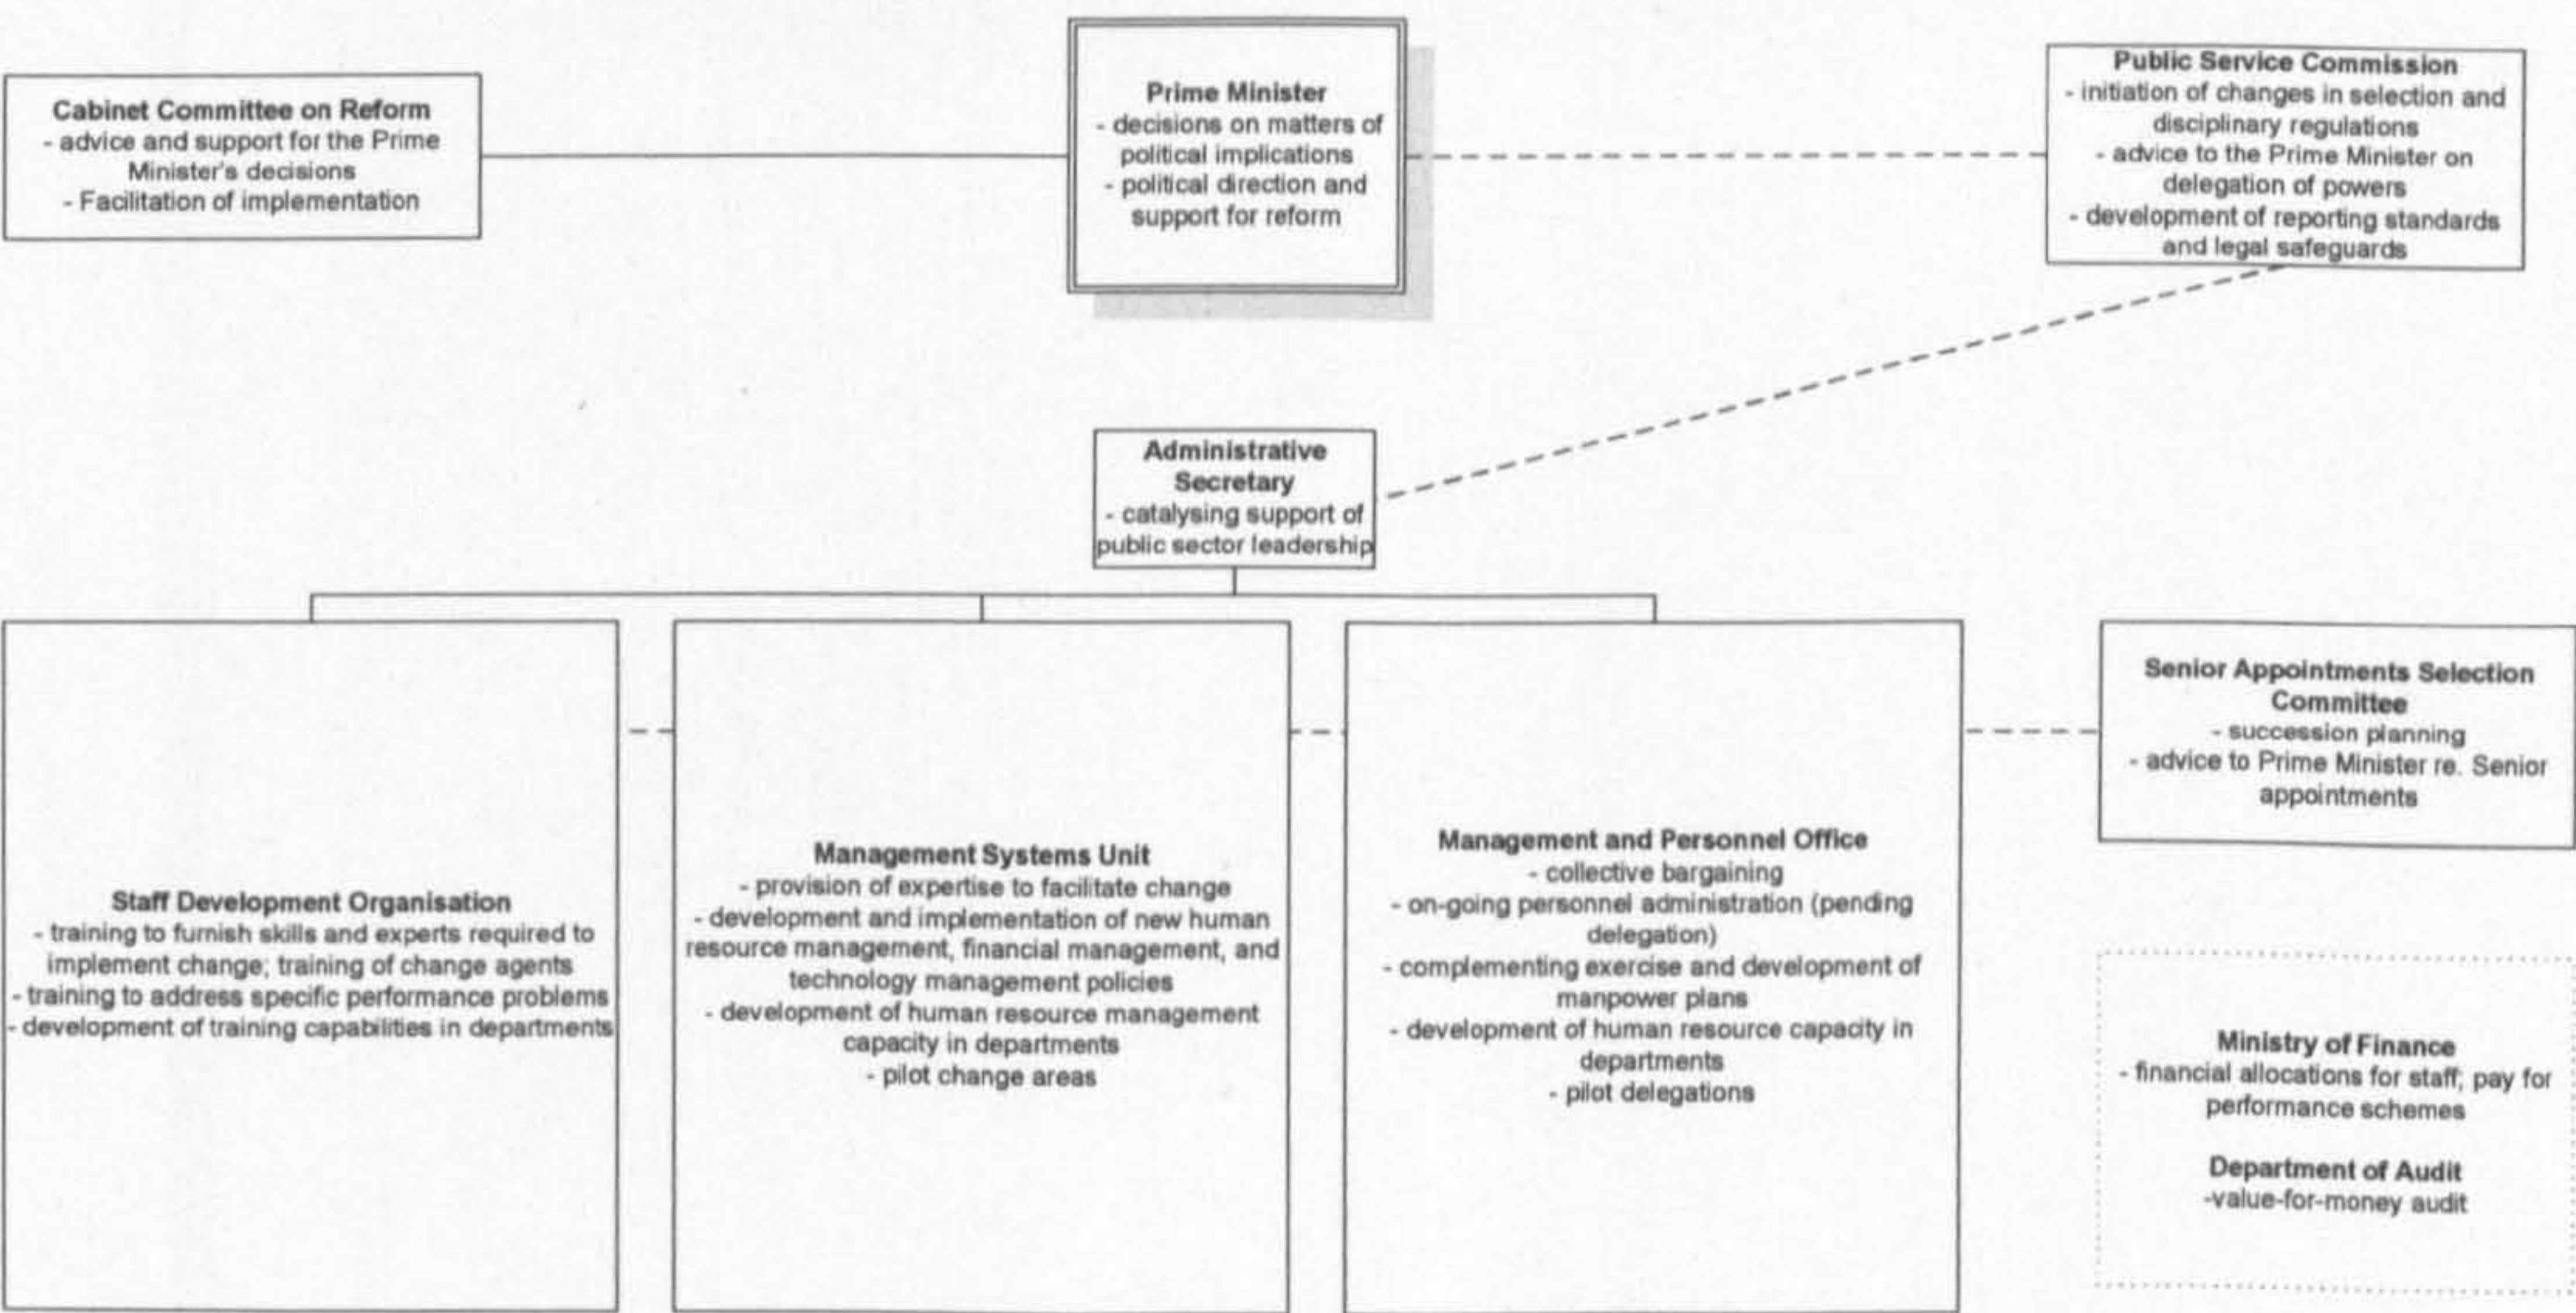 Cabinet Committee on Reform
- advice and support for the Prime
Minister's decisions
- Facilitation of implementation
Prime Minister
- decisions on matters of
political implications
- political direction and
support for reform
Public Service Commission
- initiation of changes in selection and
disciplinary regulations
- advice to the Prime Minister on
delegation of powers
- development of reporting standards
and legal safeguards
Administrative
Secretary
- catalysing support of
public sector leadership
Staff Development Organisation
- training to furnish skills and experts required to
implement change; training of change agents
- training to address specific performance problems
- development of training capabilities in departments
Management Systems Unit
- provision of expertise to facilitate change
- development and implementation of new human
resource management, financial management, and
technology management policies
- development of human resource management
capacity in departments
- pilot change areas
Management and Personnel Office
- collective bargaining
- on-going personnel administration (pending
delegation)
- complementing exercise and development of
manpower plans
- development of human resource capacity in
departments
- pilot delegations
Senior Appointments Selection
Committee
- succession planning
- advice to Prime Minister re. Senior
appointments
Ministry of Finance
- financial allocations for staff; pay for
performance schemes
Department of Audit
-value-for-money audit